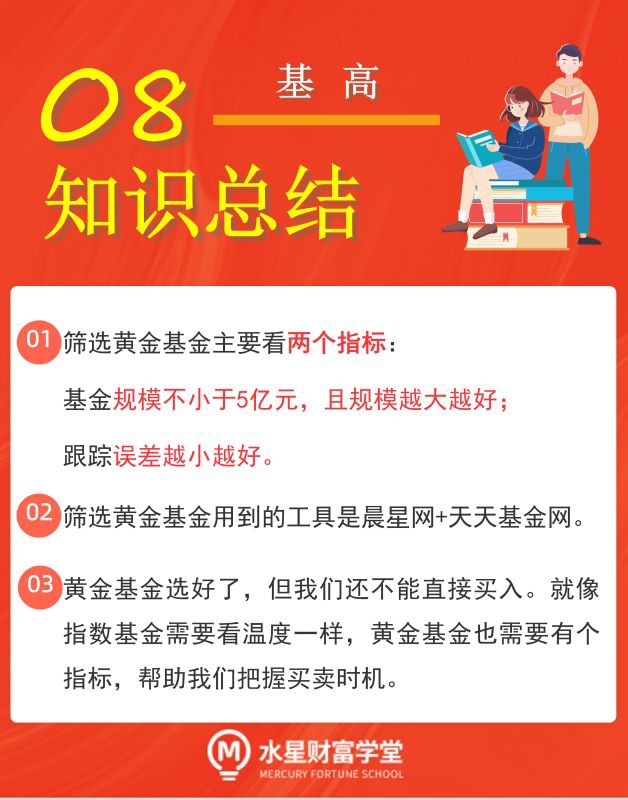 基 高
08
知识总结
01 筛选黄金基金主要看两个指标：
基金规模不小于5亿元，且规模越大越好；
跟踪误差越小越好。
02 筛选黄金基金用到的工具是晨星网+天天基金网。
03 黄金基金选好了，但我们还不能直接买入。就像
指数基金需要看温度一样，黄金基金也需要有个
指标，帮助我们把握买卖时机。
M 水星财富学堂
MERCURY FORTUNE SCHOOL